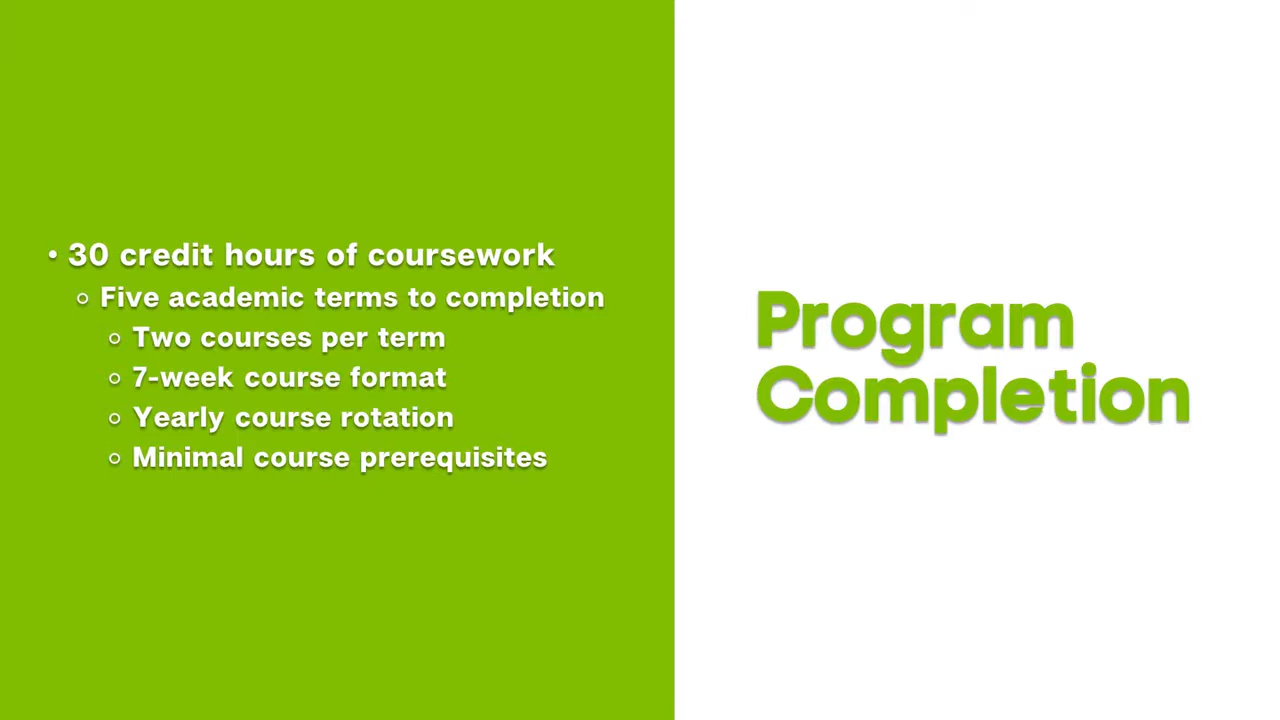 • 30 credit hours of coursework
○ Five academic terms to completion
○ Two courses per term
○ 7-week course format
○ Yearly course rotation
○ Minimal course prerequisites
Program
Completion